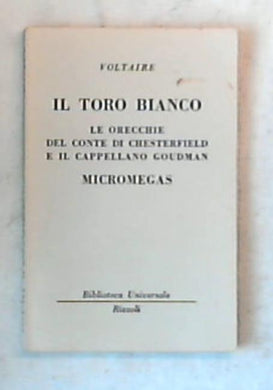 VOLTAIRE
IL TORO BIANCO
LE ORECCHIE
DEL CONTE DI CHESTERFIELD
E IL CAPPELLANO GOUDMAN
MICROMEGAS
Biblioteca Universale
Rizzoli